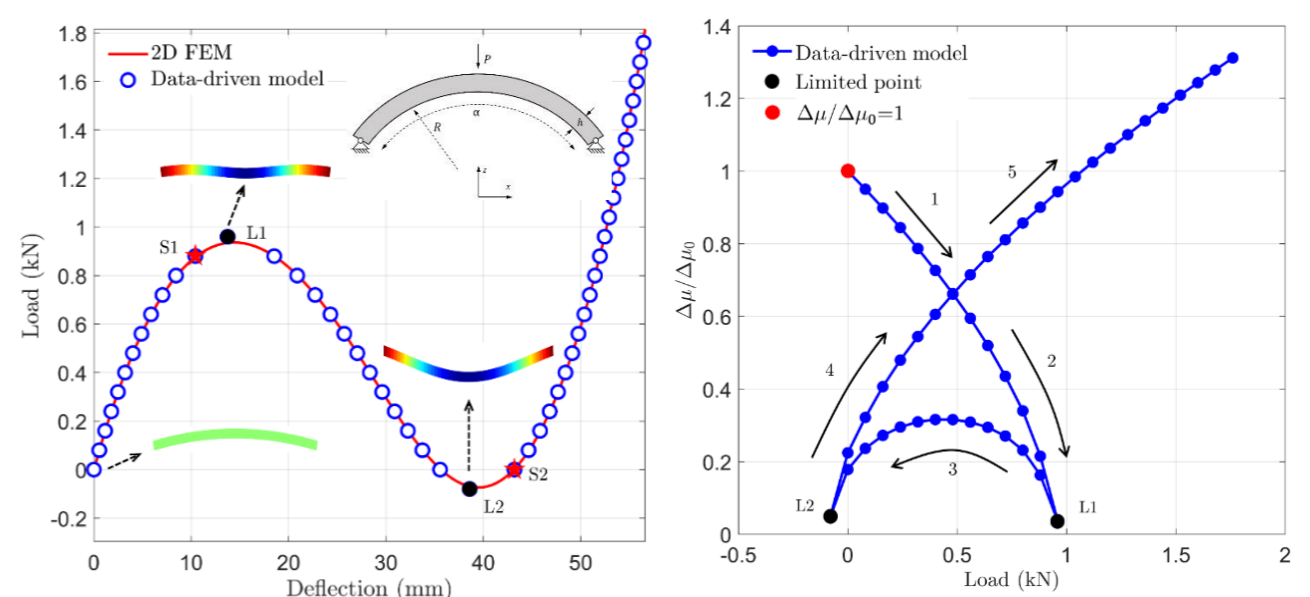 1.8
1.6
1.4
1.2
1
0.8
0.6
0.4
0.2
0
-0.2
Load (kN)
2D FEM
Data-driven model
P
α
R
h
z
x
S1
L1
S2
L2
0 10 20 30 40 50
Deflection (mm)
1.4
1.2
1
0.8
0.6
0.4
0.2
0
Δμ/Δμ₀
Data-driven model
Limited point
Δμ/Δμ₀=1
1
5
4
2
3
L2
L1
-0.5 0 0.5 1 1.5 2
Load (kN)